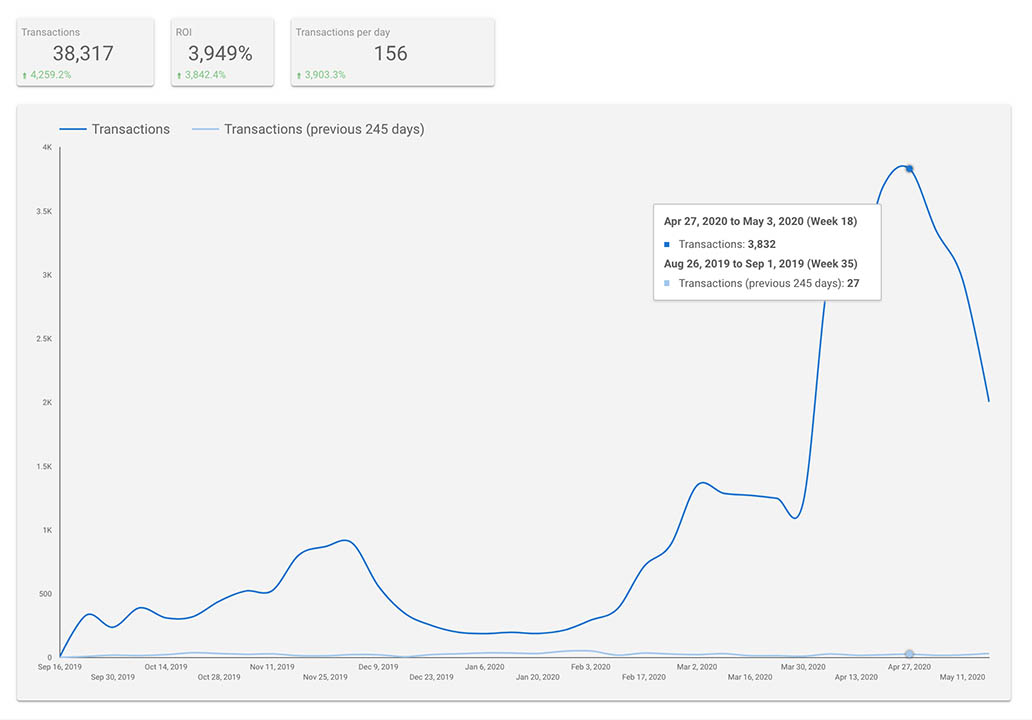 Transactions
38,317
4,259.2%
ROI
3,949%
3,842.4%
Transactions per day
156
3,903.3%
Transactions
Transactions (previous 245 days)
4K
3.5K
3K
2.5K
2K
1.5K
1K
500
0
Apr 27, 2020 to May 3, 2020 (Week 18)
Transactions: 3,832
Aug 26, 2019 to Sep 1, 2019 (Week 35)
Transactions (previous 245 days): 27
Sep 16, 2019
Sep 30, 2019
Oct 14, 2019
Oct 28, 2019
Nov 11, 2019
Nov 25, 2019
Dec 9, 2019
Dec 23, 2019
Jan 6, 2020
Jan 20, 2020
Feb 3, 2020
Feb 17, 2020
Mar 2, 2020
Mar 16, 2020
Mar 30, 2020
Apr 13, 2020
Apr 27, 2020
May 11, 2020